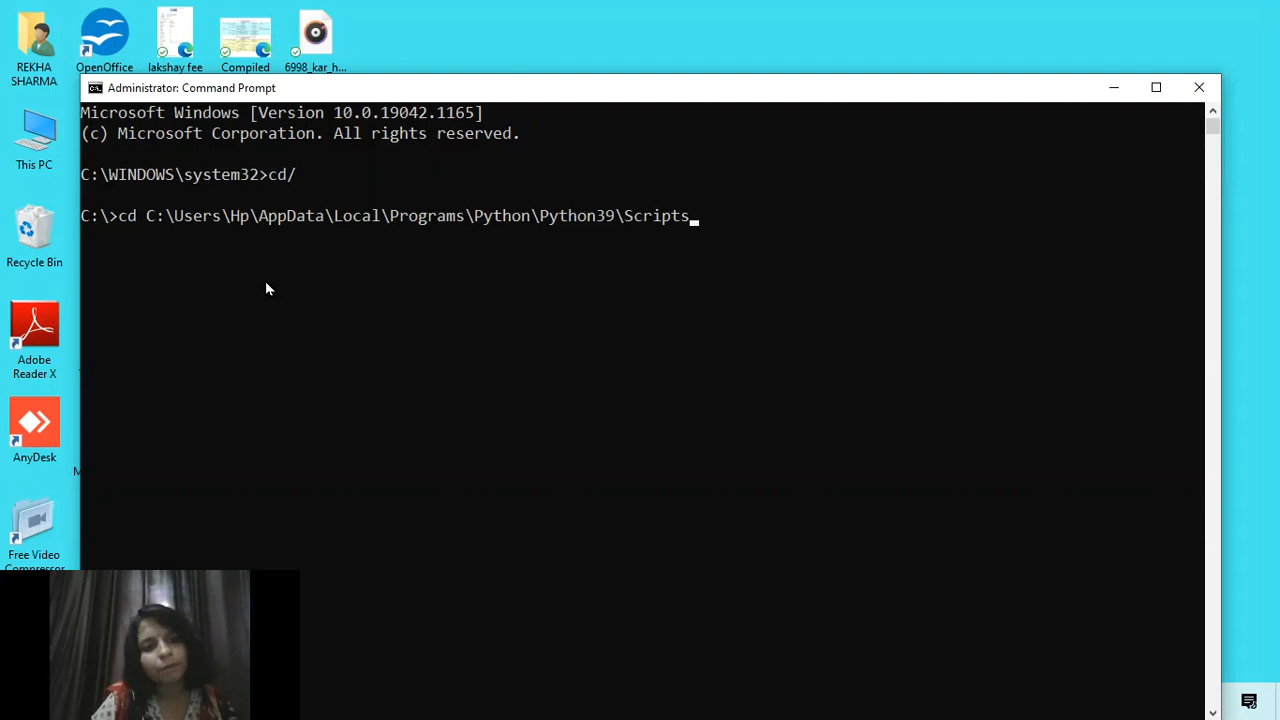 REKHA
SHARMA
OpenOffice
lakshay fee
Compiled
6998_kar_h...
This PC
Recycle Bin
Adobe
Reader X
AnyDesk
Free Video
Compressor
Administrator: Command Prompt
Microsoft Windows [Version 10.0.19042.1165]
(c) Microsoft Corporation. All rights reserved.
C:\WINDOWS\system32>cd/
C:\>cd C:\Users\Hp\AppData\Local\Programs\Python\Python39\Scripts